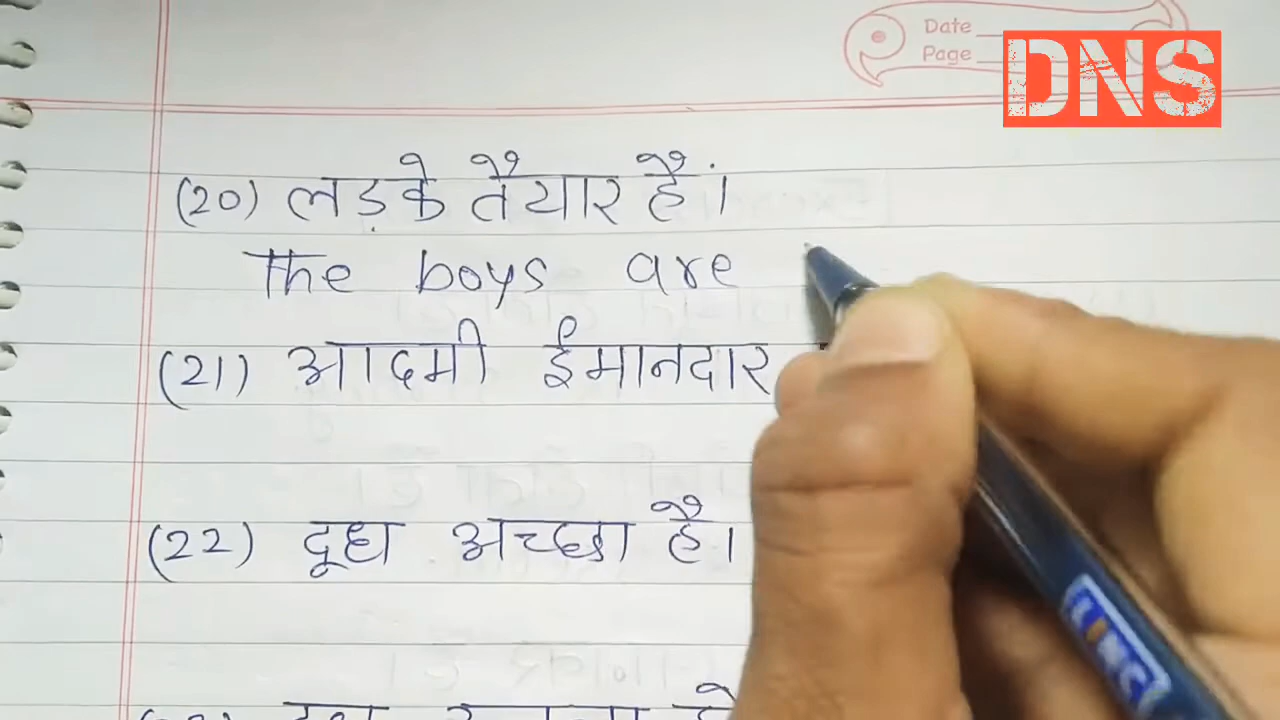 Date
Page
DNS
(20) लड़के तैयार हैं।
The boys are
(21) आदमी ईमानदार
(22) दूध अच्छा है।